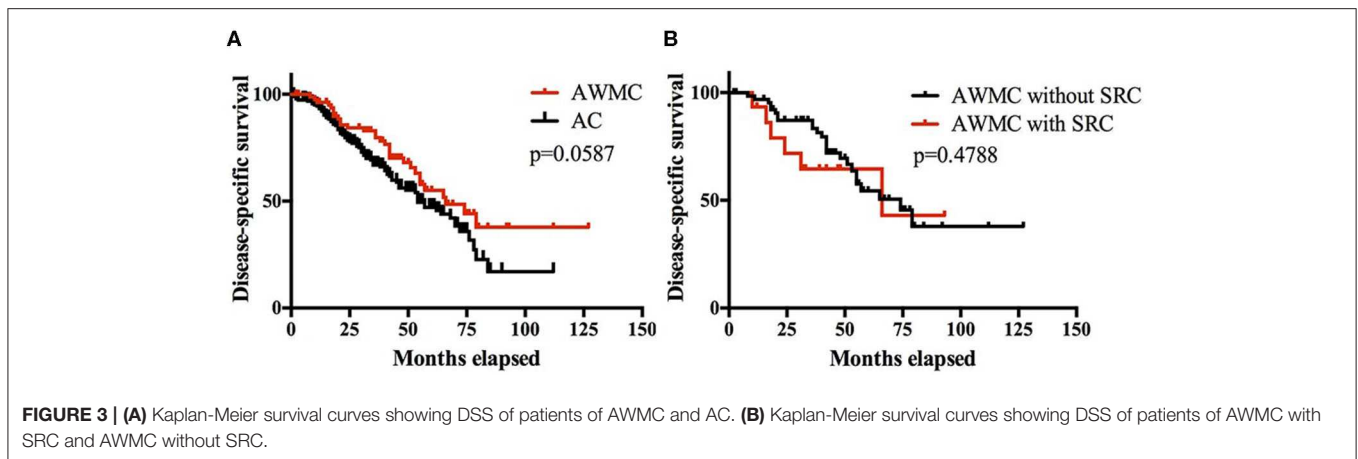 A
Disease-specific survival
100
50
0
0 25 50 75 100 125 150
Months elapsed
AWMC
AC
p=0.0587
B
Disease-specific survival
100
50
0
0 25 50 75 100 125 150
Months elapsed
AWMC without SRC
AWMC with SRC
p=0.4788
FIGURE 3 | (A) Kaplan-Meier survival curves showing DSS of patients of AWMC and AC. (B) Kaplan-Meier survival curves showing DSS of patients of AWMC with
SRC and AWMC without SRC.